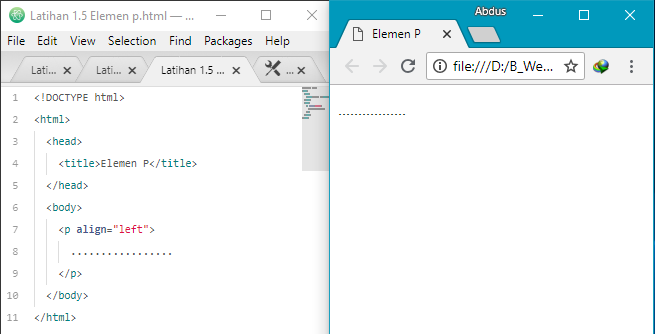 Latihan 1.5 Elemen p.html — ...
File Edit View Selection Find Packages Help
Lati... Lati... Latihan 1.5 ... ...
1 <!DOCTYPE html>
2 <html>
3 <head>
4 <title>Elemen P</title>
5 </head>
6 <body>
7 <p align="left">
8 .................
9 </p>
10 </body>
11 </html>
Abdus
Elemen P
file:///D:/B_We...
.................